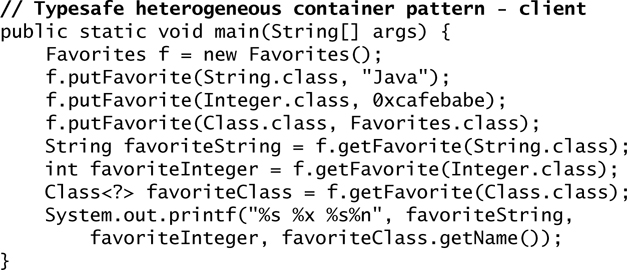 // Typesafe heterogeneous container pattern - client
public static void main(String[] args) {
    Favorites f = new Favorites();
    f.putFavorite(String.class, "Java");
    f.putFavorite(Integer.class, 0xcafebabe);
    f.putFavorite(Class.class, Favorites.class);
    String favoriteString = f.getFavorite(String.class);
    int favoriteInteger = f.getFavorite(Integer.class);
    Class<?> favoriteClass = f.getFavorite(Class.class);
    System.out.printf("%s %x %s%n", favoriteString,
        favoriteInteger, favoriteClass.getName());
}